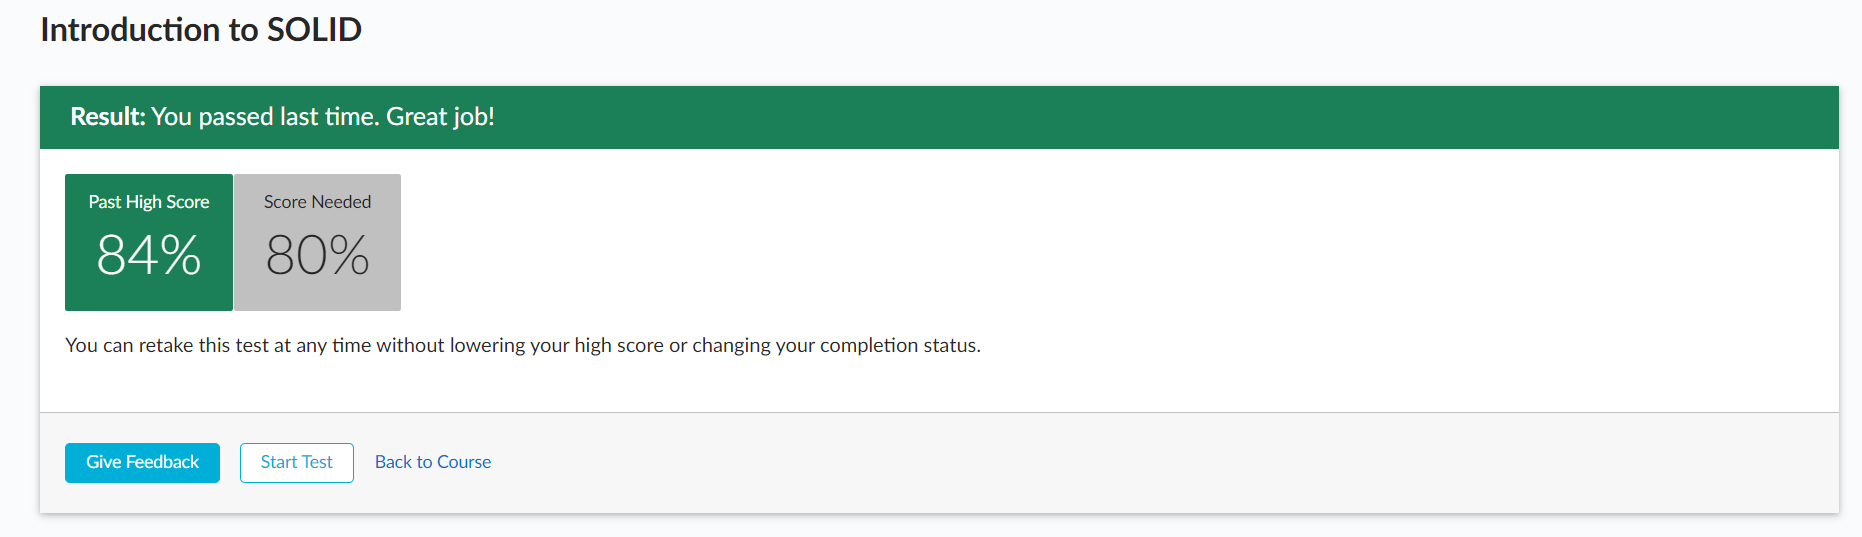 Introduction to SOLID
Result: You passed last time. Great job!
Past High Score
84%
Score Needed
80%
You can retake this test at any time without lowering your high score or changing your completion status.
Give Feedback
Start Test
Back to Course